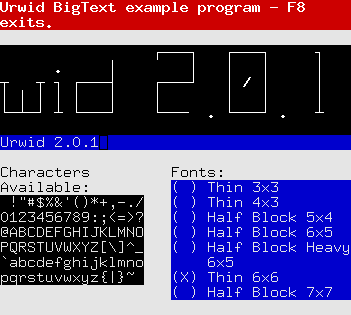 Urwid BigText example program - F8
exits.
wid 2.0.1
Urwid 2.0.1
Characters
Available:
 !"#$%&'()*+,-./
0123456789:;<=>?
@ABCDEFGHIJKLMNO
PQRSTUVWXYZ[\]^_
`abcdefghijklmno
pqrstuvwxyz{|}~
Fonts:
( ) Thin 3x3
( ) Thin 4x3
( ) Half Block 5x4
( ) Half Block 6x5
( ) Half Block Heavy
6x5
(X) Thin 6x6
( ) Half Block 7x7